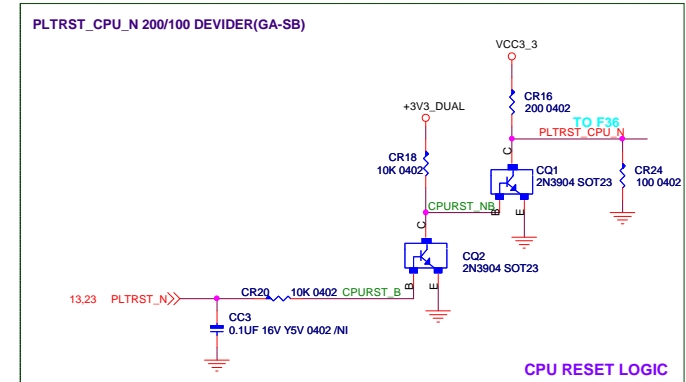 PLTRST_CPU_N 200/100 DEVIDER(GA-SB)
VCC3_3
CR16
200 0402
+3V3_DUAL
TO F36
PLTRST_CPU_N
CR18
10K 0402
C
CQ1
2N3904 SOT23
CR24
100 0402
CPURST_NB
B
E
C
CQ2
2N3904 SOT23
13,23 PLTRST_N
CR20 10K 0402 CPURST_B
B
E
CC3
0.1UF 16V Y5V 0402 /NI
CPU RESET LOGIC